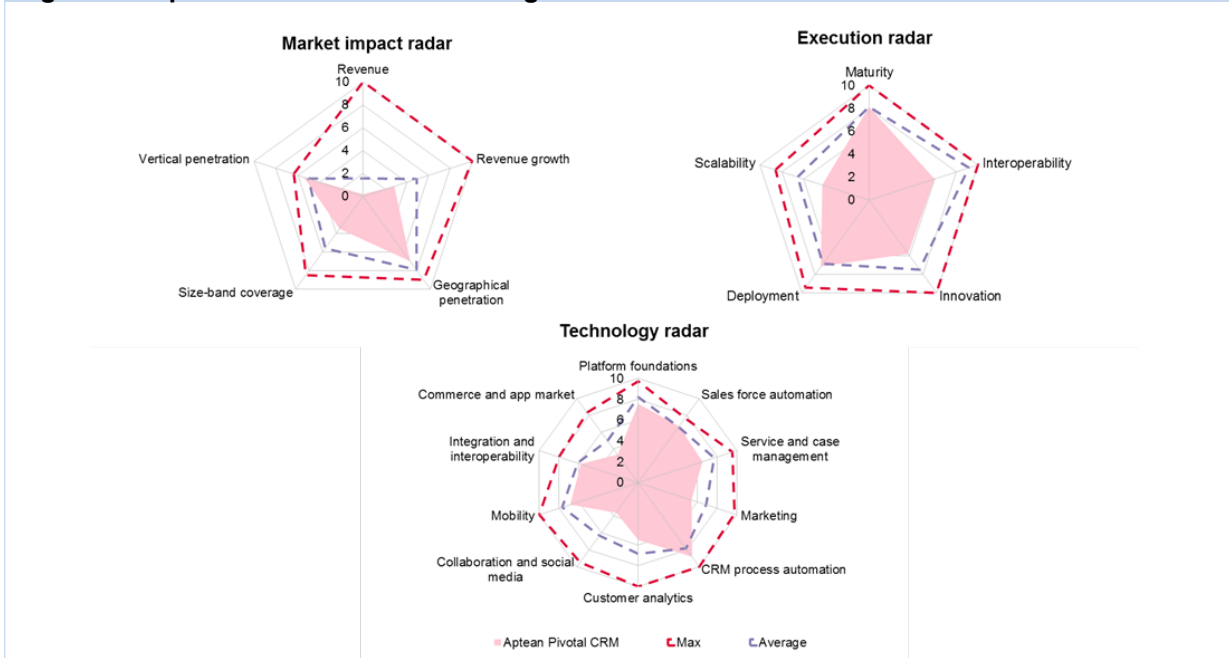 Market impact radar
Revenue
10
8
6
4
2
0
Revenue growth
Geographical
penetration
Size-band coverage
Vertical penetration
Execution radar
Maturity
10
8
6
4
2
0
Interoperability
Innovation
Deployment
Scalability
Technology radar
Platform foundations
10
8
6
4
2
0
Sales force automation
Service and case
management
Marketing
CRM process automation
Customer analytics
Collaboration and social
media
Mobility
Integration and
interoperability
Commerce and app market
Aptean Pivotal CRM
Max
Average